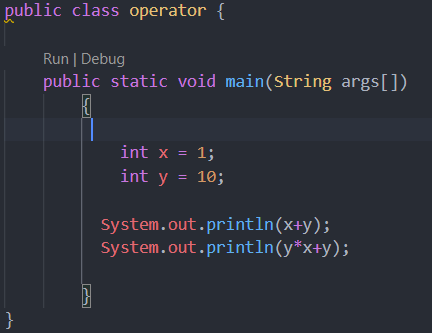 public class operator {
Run | Debug
public static void main(String args[])
{
int x = 1;
int y = 10;
System.out.println(x+y);
System.out.println(y*x+y);
}
}